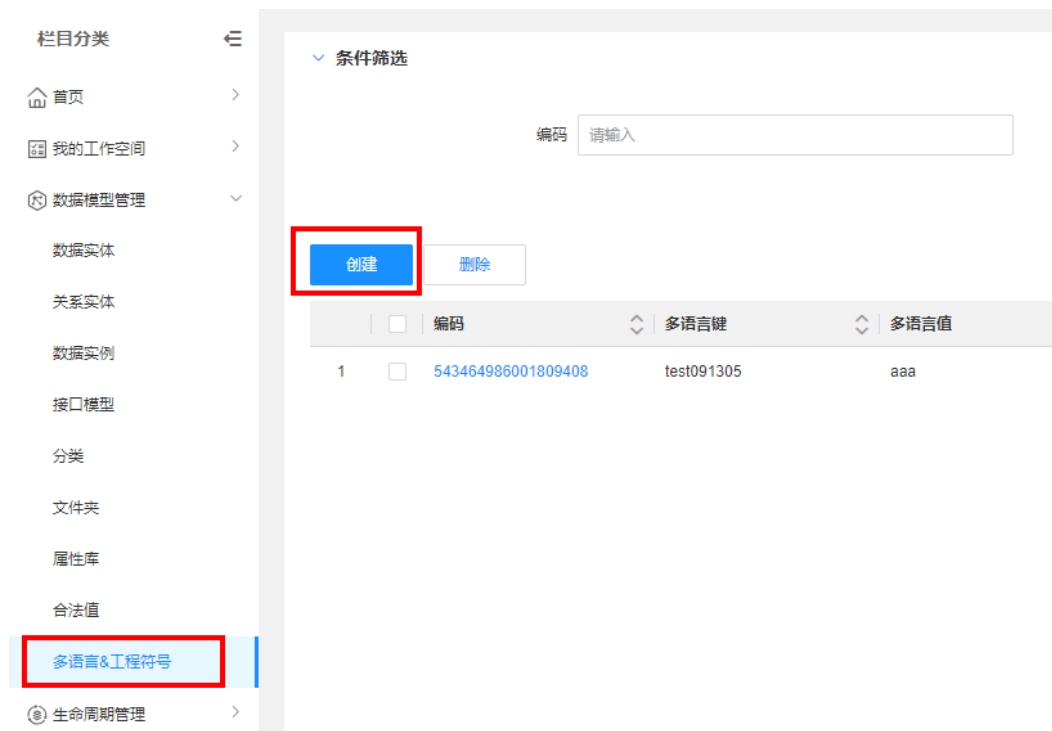 栏目分类
首页
我的工作空间
数据模型管理
数据实体
关系实体
数据实例
接口模型
分类
文件夹
属性库
合法值
多语言&工程符号
生命周期管理
条件筛选
编码 请输入
创建 删除
编码 多语言键 多语言值
1 543464986001809408 test091305 aaa